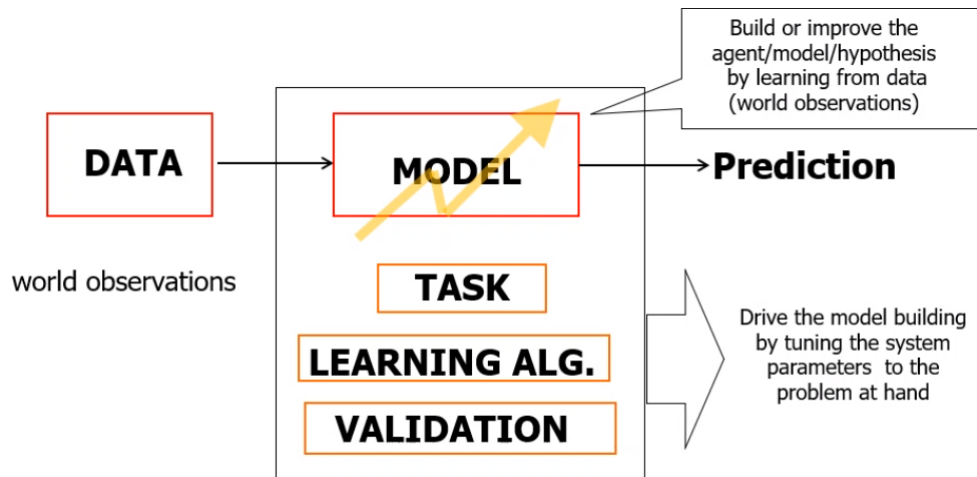 Build or improve the
agent/model/hypothesis
by learning from data
(world observations)
DATA
MODEL
Prediction
world observations
TASK
LEARNING ALG.
VALIDATION
Drive the model building
by tuning the system
parameters to the
problem at hand